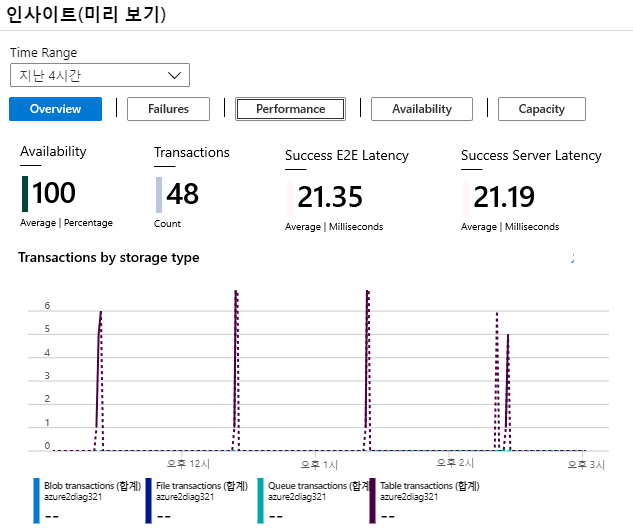 인사이트(미리 보기)
Time Range
지난 4시간
Overview Failures Performance Availability Capacity
Availability Transactions Success E2E Latency Success Server Latency
100 48 21.35 21.19
Average | Percentage Count Average | Milliseconds Average | Milliseconds
Transactions by storage type
6
5
4
3
2
1
0
오후 12시 오후 1시 오후 2시 오후 3시
Blob transactions (합계) File transactions (합계) Queue transactions (합계) Table transactions (합계)
azure2diag321 azure2diag321 azure2diag321 azure2diag321
-- -- -- --